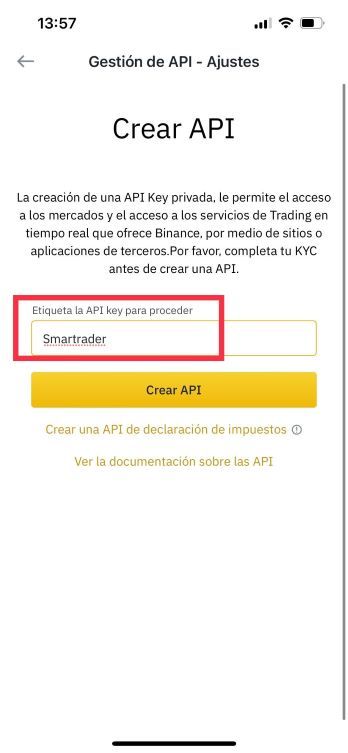 13:57
Gestión de API - Ajustes
Crear API
La creación de una API Key privada, le permite el acceso
a los mercados y el acceso a los servicios de Trading en
tiempo real que ofrece Binance, por medio de sitios o
aplicaciones de terceros.Por favor, completa tu KYC
antes de crear una API.
Etiqueta la API key para proceder
Smartrader
Crear API
Crear una API de declaración de impuestos
Ver la documentación sobre las API